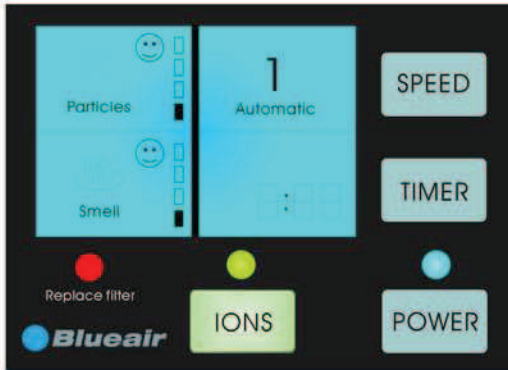 Particles
Smell
1
Automatic
:
SPEED
TIMER
Replace filter
IONS
POWER
Blueair